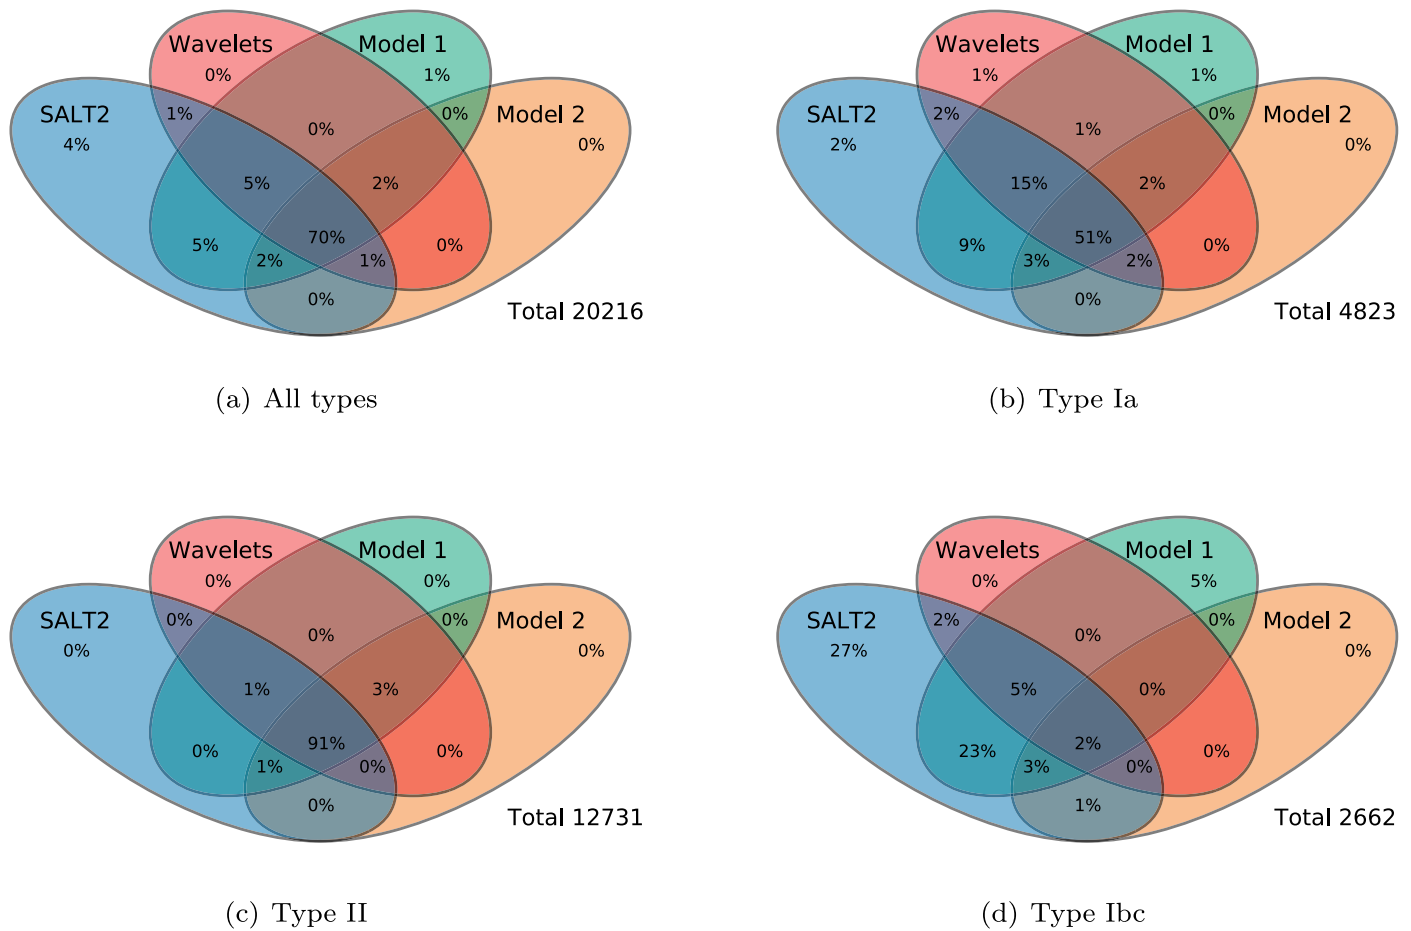 Wavelets Model 1
0% 1%
SALT2 1% 0% Model 2
4% 0% 0%
5% 2%
5% 70% 0%
2% 1%
0%
Total 20216
(a) All types
Wavelets Model 1
1% 1%
SALT2 2% 0% Model 2
2% 1% 0%
15% 2%
9% 51% 0%
3% 2%
0%
Total 4823
(b) Type Ia
Wavelets Model 1
0% 0%
SALT2 0% 0% Model 2
0% 0% 0%
1% 3%
0% 91% 0%
1% 0%
0%
Total 12731
(c) Type II
Wavelets Model 1
0% 5%
SALT2 2% 0% Model 2
27% 0% 0%
5% 0%
23% 2% 0%
3% 0%
1%
Total 2662
(d) Type Ibc